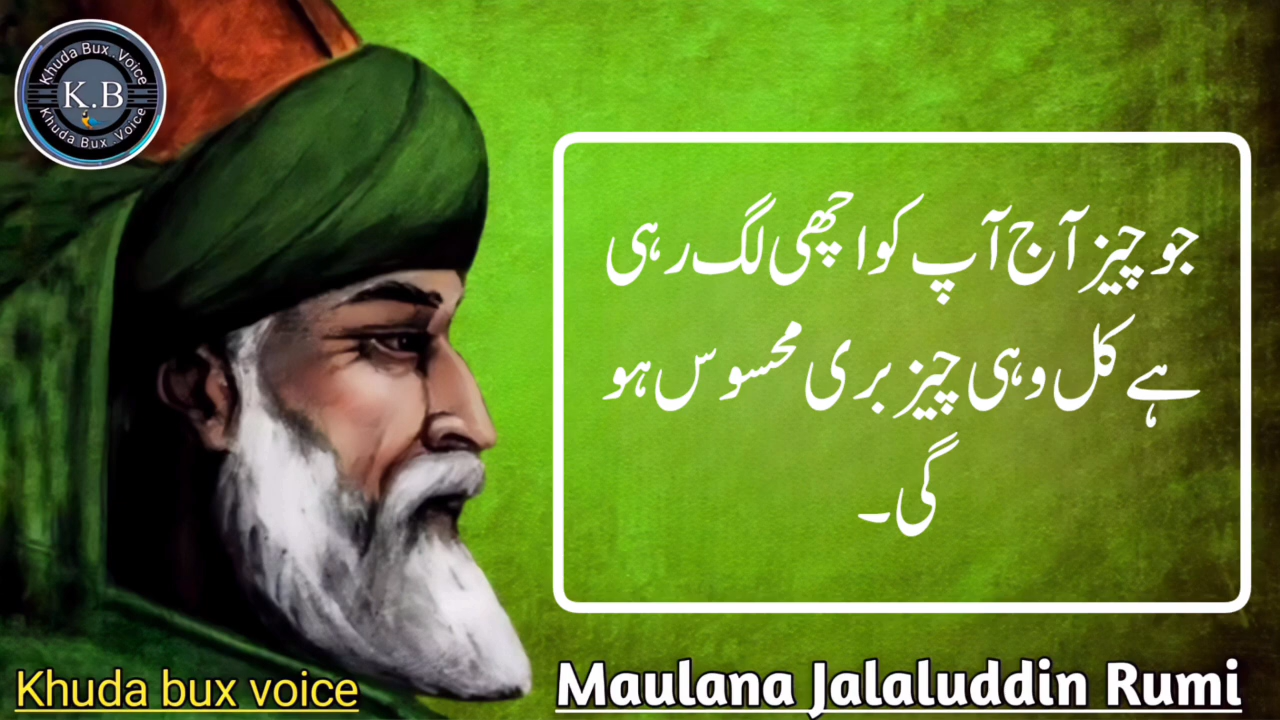 Khuda Bux..Voice
K.B
Khuda Bux..Voice
جو چیز آج آپ کو اچھی لگ رہی
ہے کل وہی چیز بری محسوس ہو
گی۔
Khuda bux voice
Maulana Jalaluddin Rumi